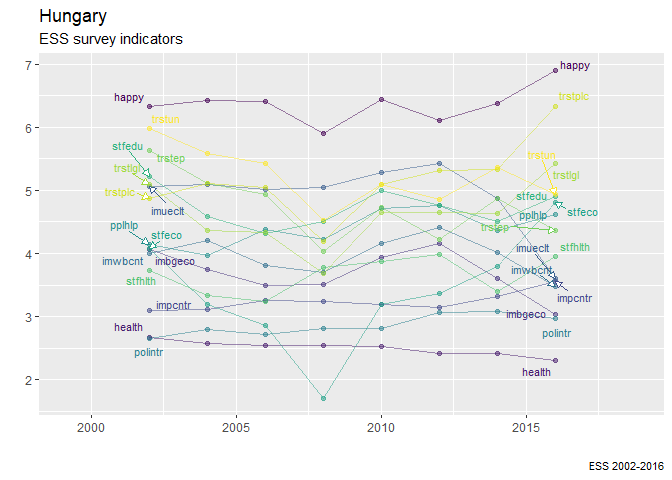 Hungary
ESS survey indicators
7
6
5
4
3
2
happy
happy
trstplc
trstun
stfedu
trstep
trstlgl
trstplc
imueclt
pplhlp
stfeco
imwbcnt
imbgeco
stfhlth
impcntr
health
polintr
trstun
trstlgl
stfedu
stfeco
pplhlp
trstep
imueclt
stfhlth
imwbcnt
impcntr
imbgeco
polintr
health
2000
2005
2010
2015
ESS 2002-2016